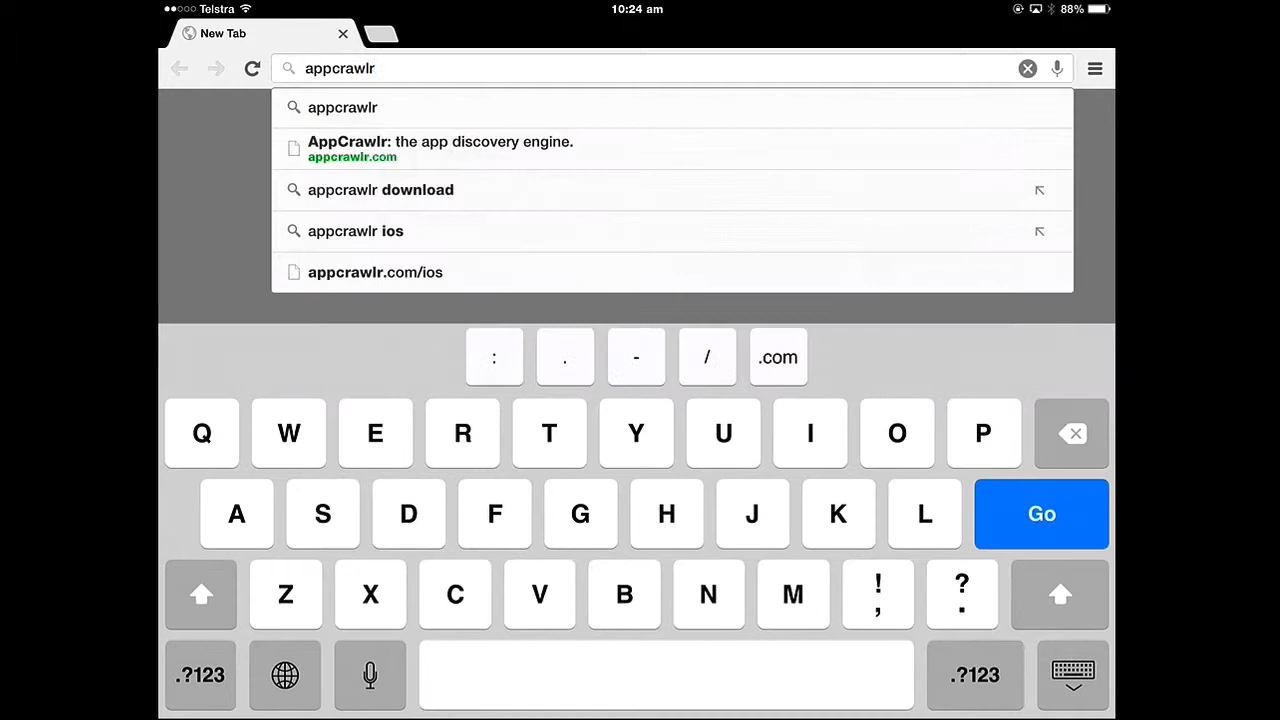 Telstra 10:24 am 88%
New Tab
appcrawlr
appcrawlr
AppCrawlr: the app discovery engine.
appcrawlr.com
appcrawlr download
appcrawlr ios
appcrawlr.com/ios
: . - / .com
Q W E R T Y U I O P
A S D F G H J K L Go
Z X C V B N M ! , ? .
.?123 .?123